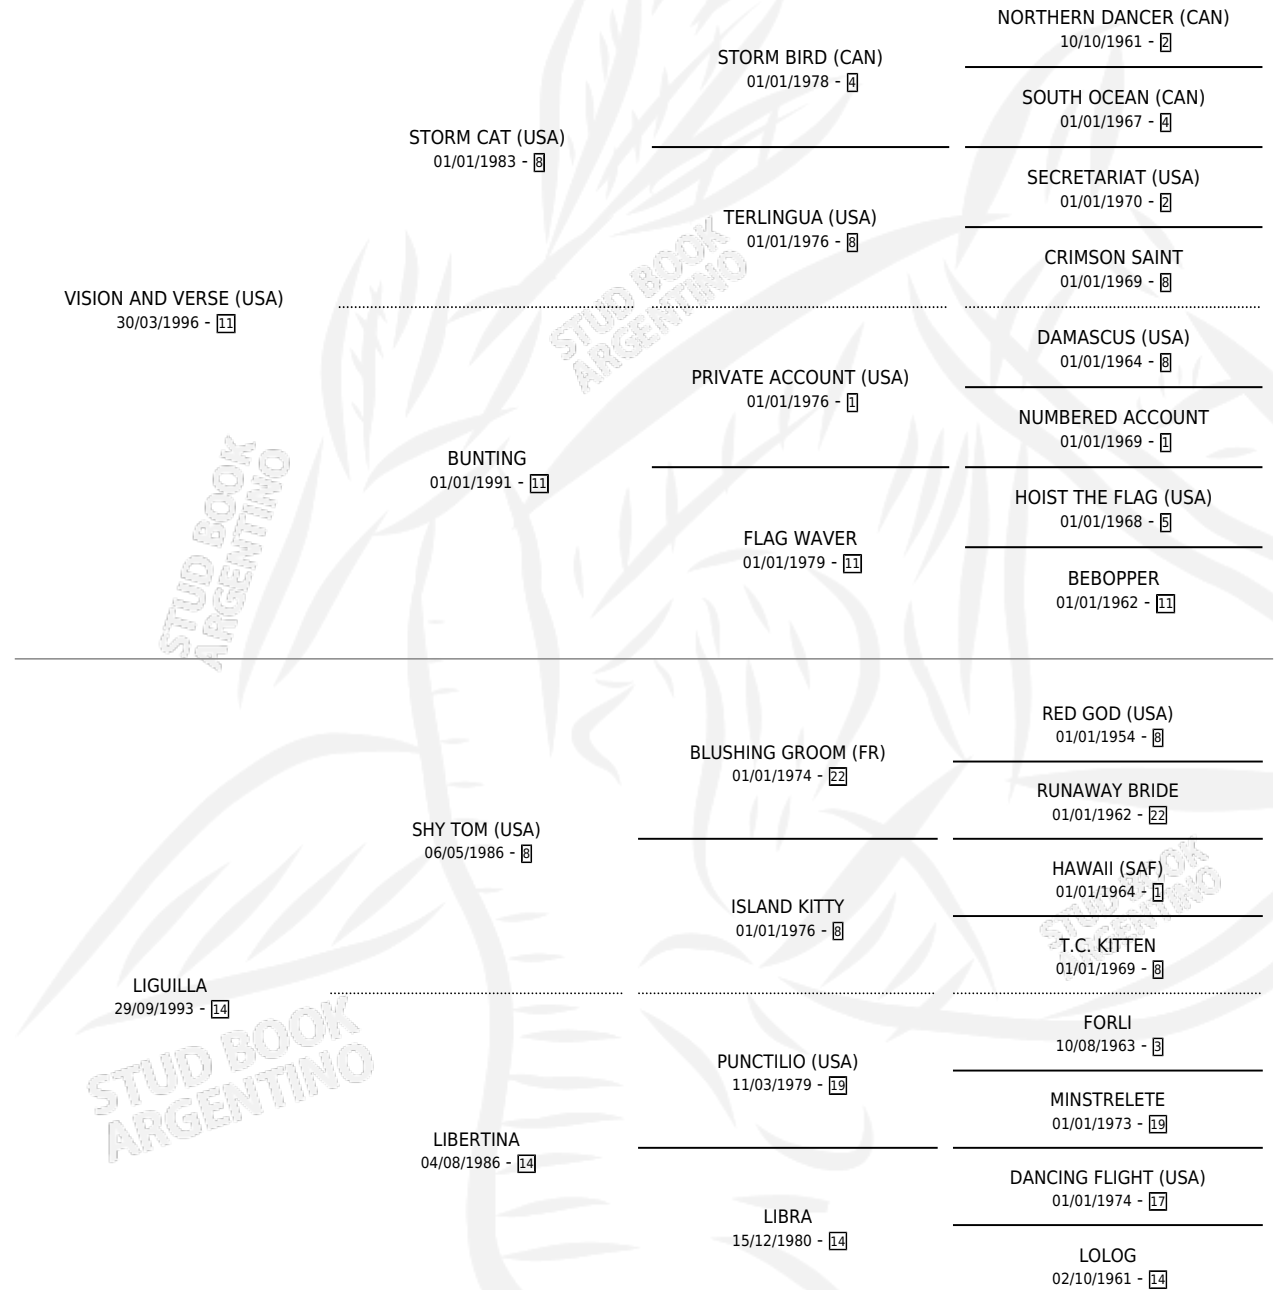 NORTHERN DANCER (CAN)
10/10/1961 - 2
STORM BIRD (CAN)
01/01/1978 - 4
SOUTH OCEAN (CAN)
01/01/1967 - 4
STORM CAT (USA)
01/01/1983 - 8
SECRETARIAT (USA)
01/01/1970 - 2
TERLINGUA (USA)
01/01/1976 - 8
CRIMSON SAINT
01/01/1969 - 8
VISION AND VERSE (USA)
30/03/1996 - 11
DAMASCUS (USA)
01/01/1964 - 8
PRIVATE ACCOUNT (USA)
01/01/1976 - 1
NUMBERED ACCOUNT
01/01/1969 - 1
BUNTING
01/01/1991 - 11
HOIST THE FLAG (USA)
01/01/1968 - 5
FLAG WAVER
01/01/1979 - 11
BEBOPPER
01/01/1962 - 11
RED GOD (USA)
01/01/1954 - 8
BLUSHING GROOM (FR)
01/01/1974 - 22
RUNAWAY BRIDE
01/01/1962 - 22
SHY TOM (USA)
06/05/1986 - 8
HAWAII (SAF)
01/01/1964 - 1
ISLAND KITTY
01/01/1976 - 8
T.C. KITTEN
01/01/1969 - 8
LIGUILLA
29/09/1993 - 14
FORLI
10/08/1963 - 3
PUNCTILIO (USA)
11/03/1979 - 19
MINSTRELETE
01/01/1973 - 19
LIBERTINA
04/08/1986 - 14
DANCING FLIGHT (USA)
01/01/1974 - 17
LIBRA
15/12/1980 - 14
LOLOG
02/10/1961 - 14
STUD BOOK
ARGENTINO
STUD BOOK
ARGENTINO
STUD BOOK
ARGENTINO
STUD BOOK
ARGENTINO